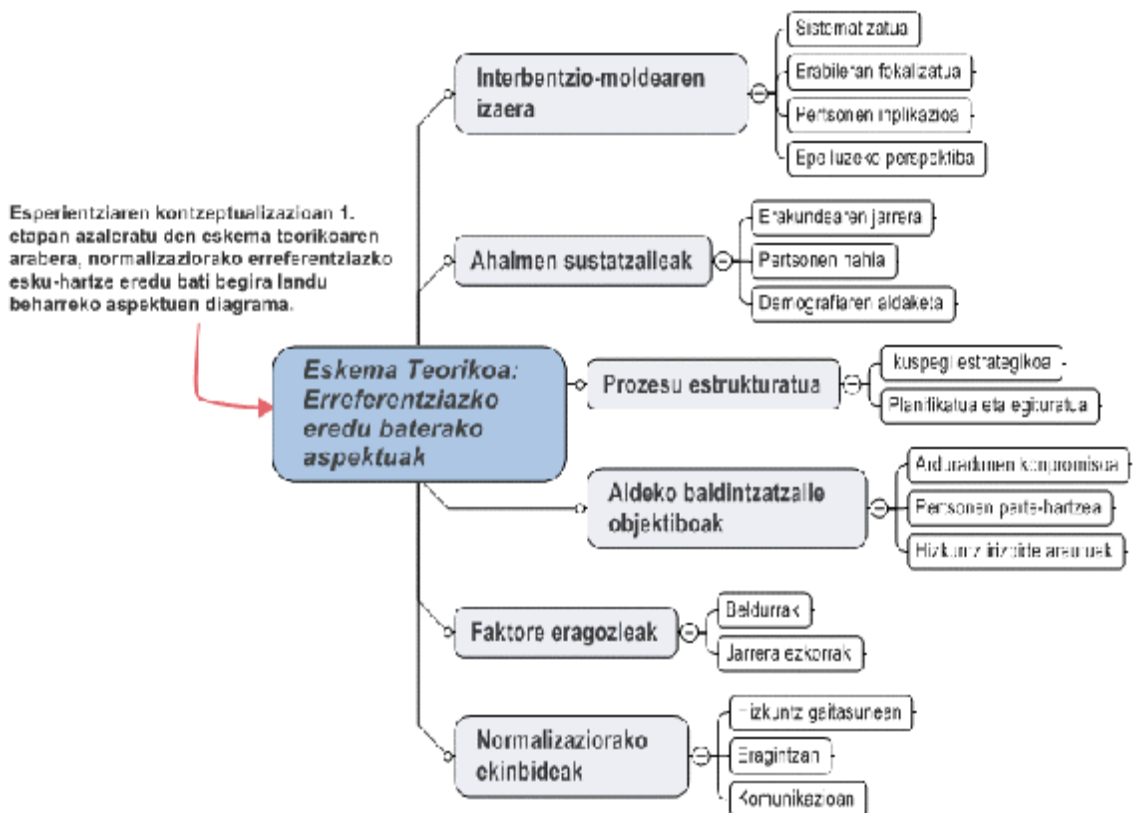 Esperientziaren kontzeptualizazioan 1.
etapan azaleratu den eskema teorikoaren
arabera, normalizaziorako erreferentziazko
esku-hartze eredu bati begira landu
beharreko aspektuen diagrama.
Eskema Teorikoa:
Erreferentziazko
eredu baterako
aspektuak
Interbentzio-moldearen
izaera
Sistematizatua
Erabileran fokalizatua
Pertsonen inplikazioa
Epe luzeko perspektiba
Ahalmen sustatzaileak
Erakundearen jarrera
Pertsonen nahia
Demografiaren aldaketa
Prozesu estrukturatua
Ikuspegi estrategikoa
Planifikatua eta egituratua
Aldeko baldintzatzaile
objektiboak
Arduradunen konpromisoa
Pertsonen parte-hartzea
Hizkuntz irizpide arautuak
Faktore eragozleak
Beldurrak
Jarrera ezkorrak
Normalizaziorako
ekinbideak
Hizkuntz gaitasunean
Eragintzan
Komunikazioan